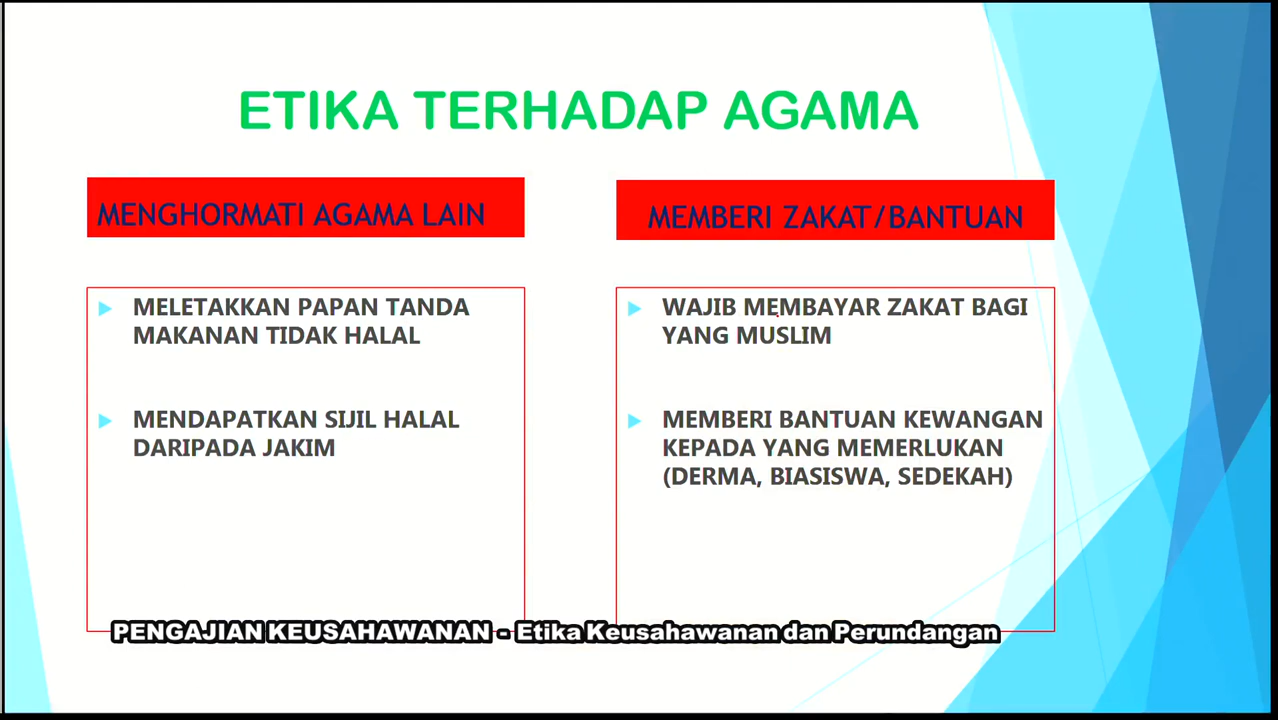 ETIKA TERHADAP AGAMA
MENGHORMATI AGAMA LAIN
MELETAKKAN PAPAN TANDA
MAKANAN TIDAK HALAL
MENDAPATKAN SIJIL HALAL
DARIPADA JAKIM
MEMBERI ZAKAT/BANTUAN
WAJIB MEMBAYAR ZAKAT BAGI
YANG MUSLIM
MEMBERI BANTUAN KEWANGAN
KEPADA YANG MEMERLUKAN
(DERMA, BIASISWA, SEDEKAH)
PENGAJIAN KEUSAHAWANAN - Etika Keusahawanan dan Perundangan